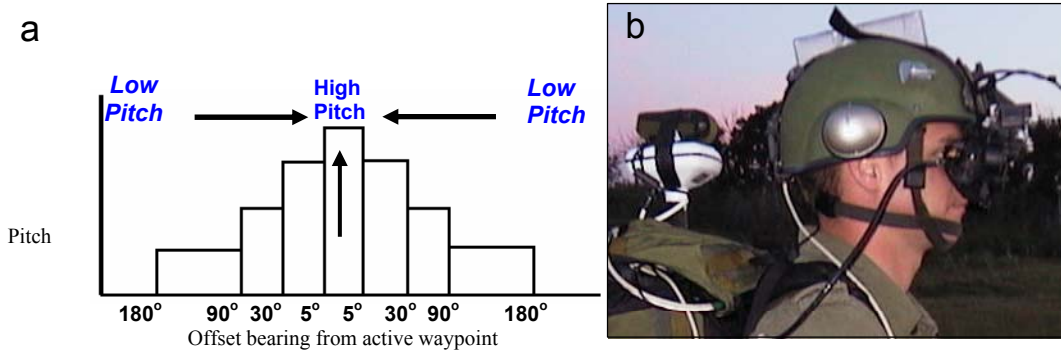 a
Low
Pitch
High
Pitch
Low
Pitch
Pitch
180° 90° 30° 5° 5° 30° 90° 180°
Offset bearing from active waypoint
b